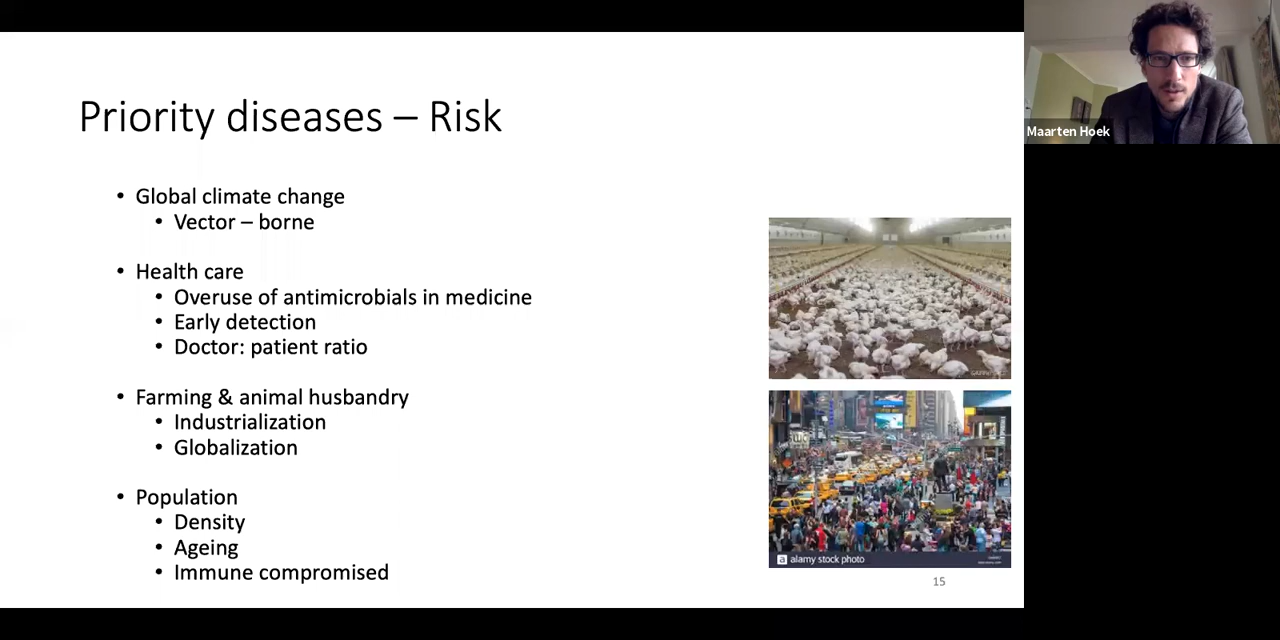 Priority diseases – Risk
• Global climate change
• Vector – borne
• Health care
• Overuse of antimicrobials in medicine
• Early detection
• Doctor: patient ratio
• Farming & animal husbandry
• Industrialization
• Globalization
• Population
• Density
• Ageing
• Immune compromised
a alamy stock photo
15
Maarten Hoek